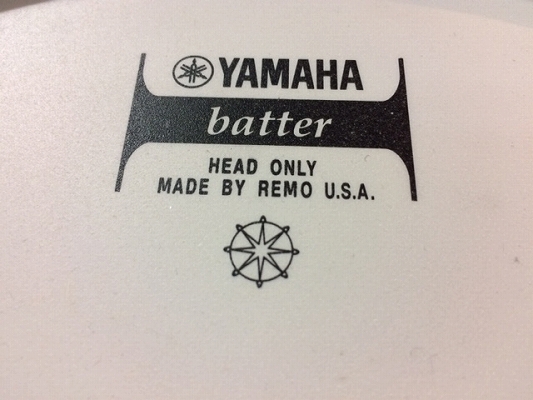 YAMAHA
batter
HEAD ONLY
MADE BY REMO U.S.A.